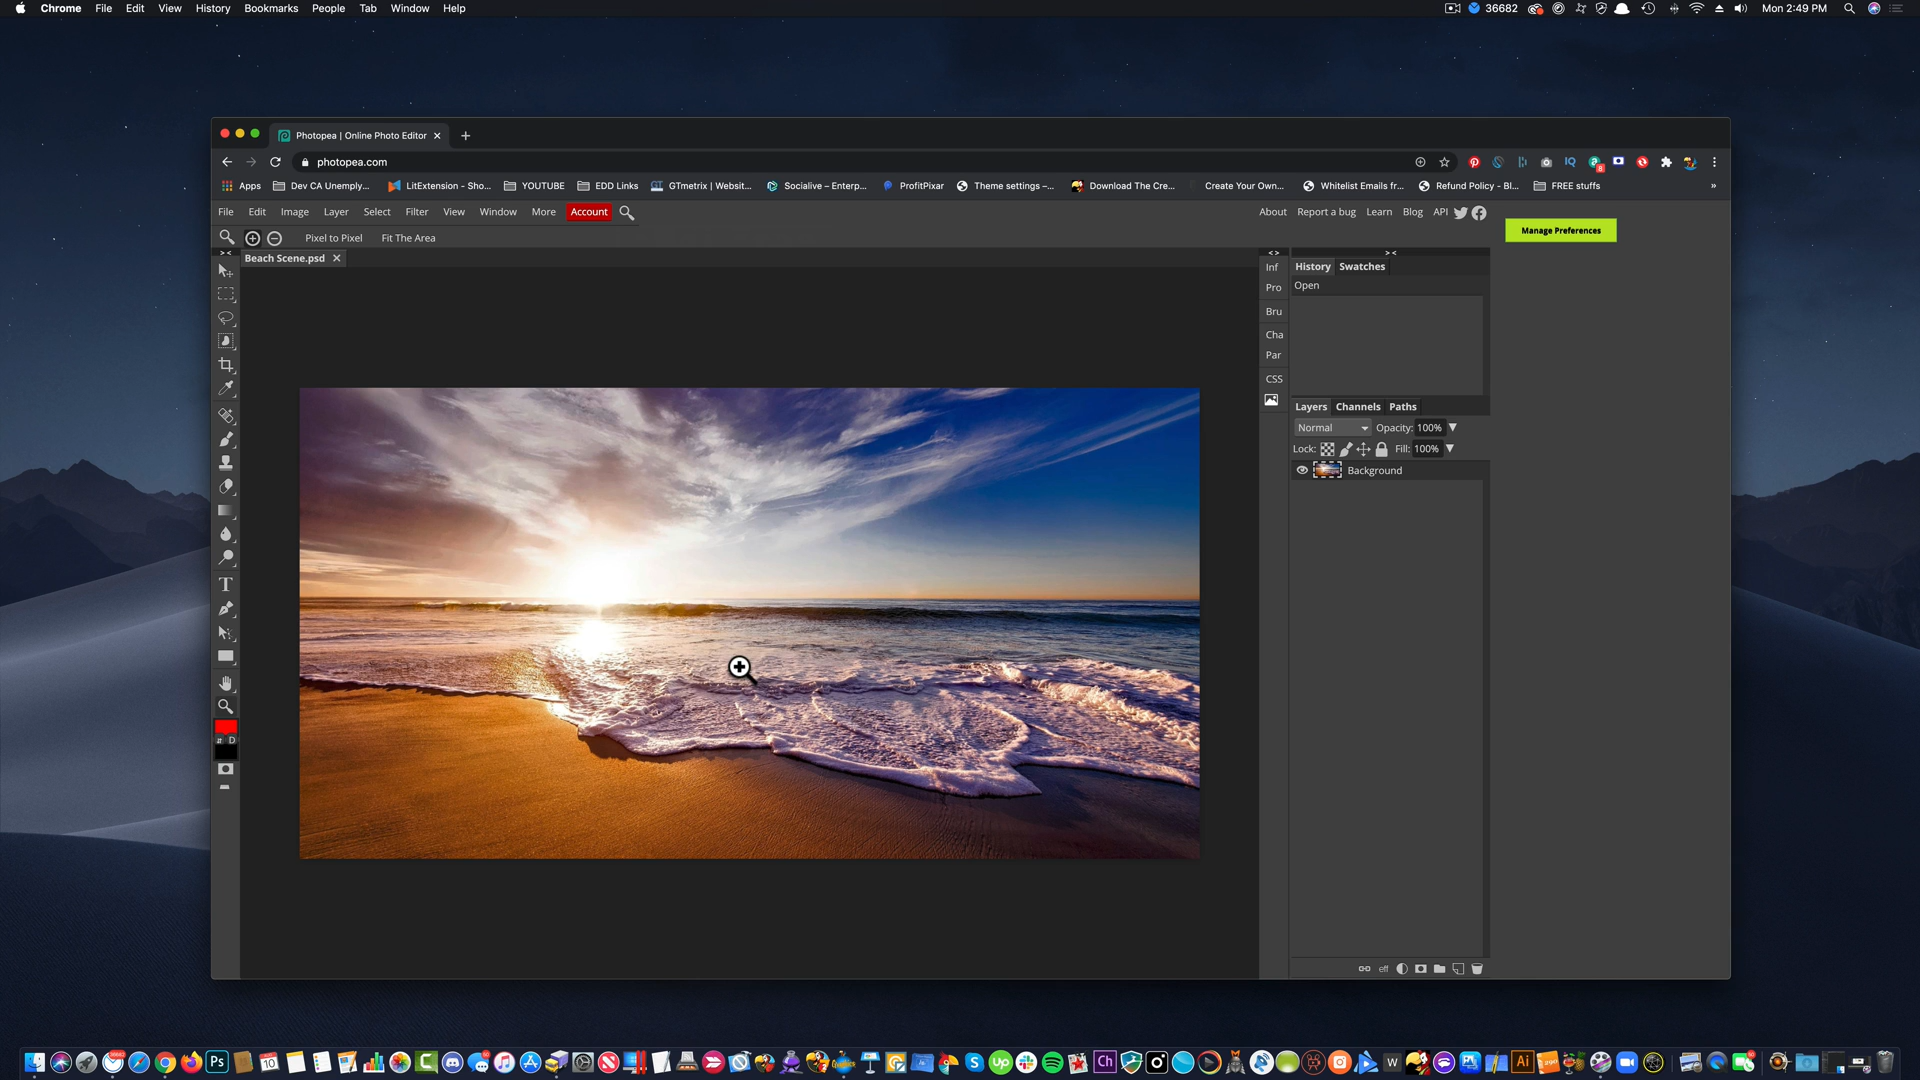 Chrome File Edit View History Bookmarks People Tab Window Help
36682 Mon 2:49 PM
Photopea | Online Photo Editor
photopea.com
Apps Dev CA Unemply... LitExtension - Sho... YOUTUBE EDD Links GTmetrix | Websit... Socialive – Enterp... ProfitPixar Theme settings –... Download The Cre... Create Your Own... Whitelist Emails fr... Refund Policy - Bl... FREE stuffs »
File Edit Image Layer Select Filter View Window More Account
About Report a bug Learn Blog API
Manage Preferences
Pixel to Pixel Fit The Area
Beach Scene.psd
Inf
Pro
Bru
Cha
Par
CSS
History Swatches
Open
Layers Channels Paths
Normal Opacity: 100%
Lock: Fill: 100%
Background
T
D
eff
Ps
Up
Ch
W
Ai